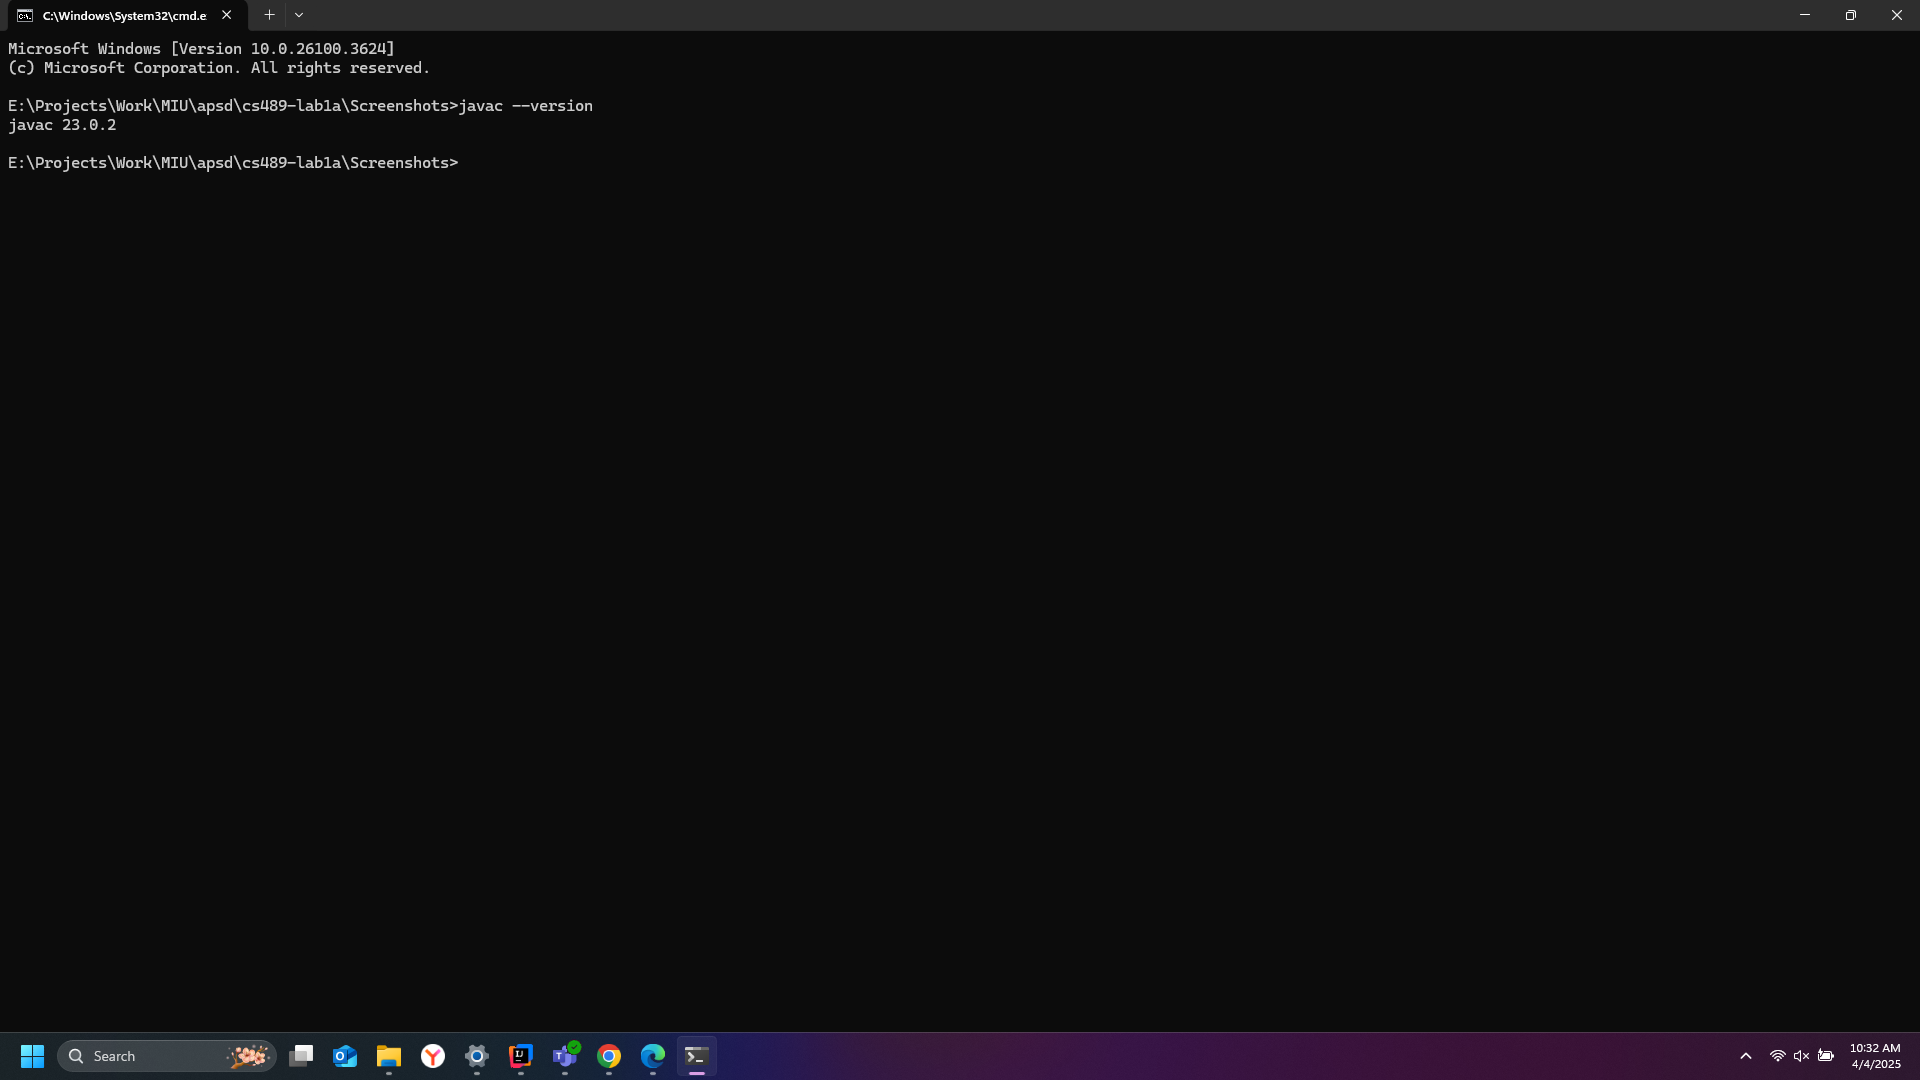 C:\Windows\System32\cmd.e
Microsoft Windows [Version 10.0.26100.3624]
(c) Microsoft Corporation. All rights reserved.
E:\Projects\Work\MIU\apsd\cs489-lab1a\Screenshots>javac --version
javac 23.0.2
E:\Projects\Work\MIU\apsd\cs489-lab1a\Screenshots>
Search
10:32 AM
4/4/2025